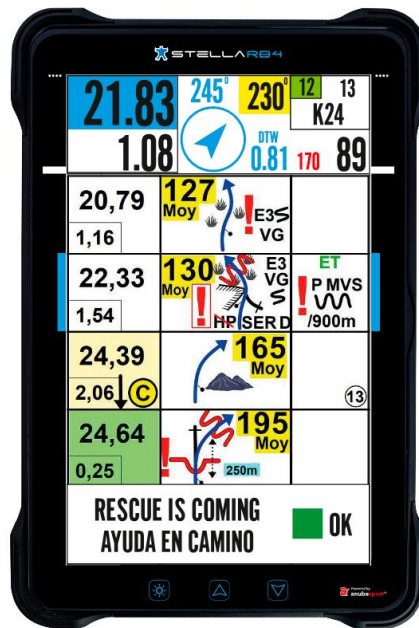 STELLARB4
21.83
245°
230°
12
13
K24
1.08
DTW
0.81
170
89
20,79
127
Moy
!
E3
VG
1,16
22,33
130
Moy
!
E3
VG
ET
! P MVS
/900m
1,54
HP SER D
24,39
165
Moy
2,06
C
13
24,64
195
Moy
!
0,25
250m
RESCUE IS COMING
OK
AYUDA EN CAMINO
Powered by
anubesport